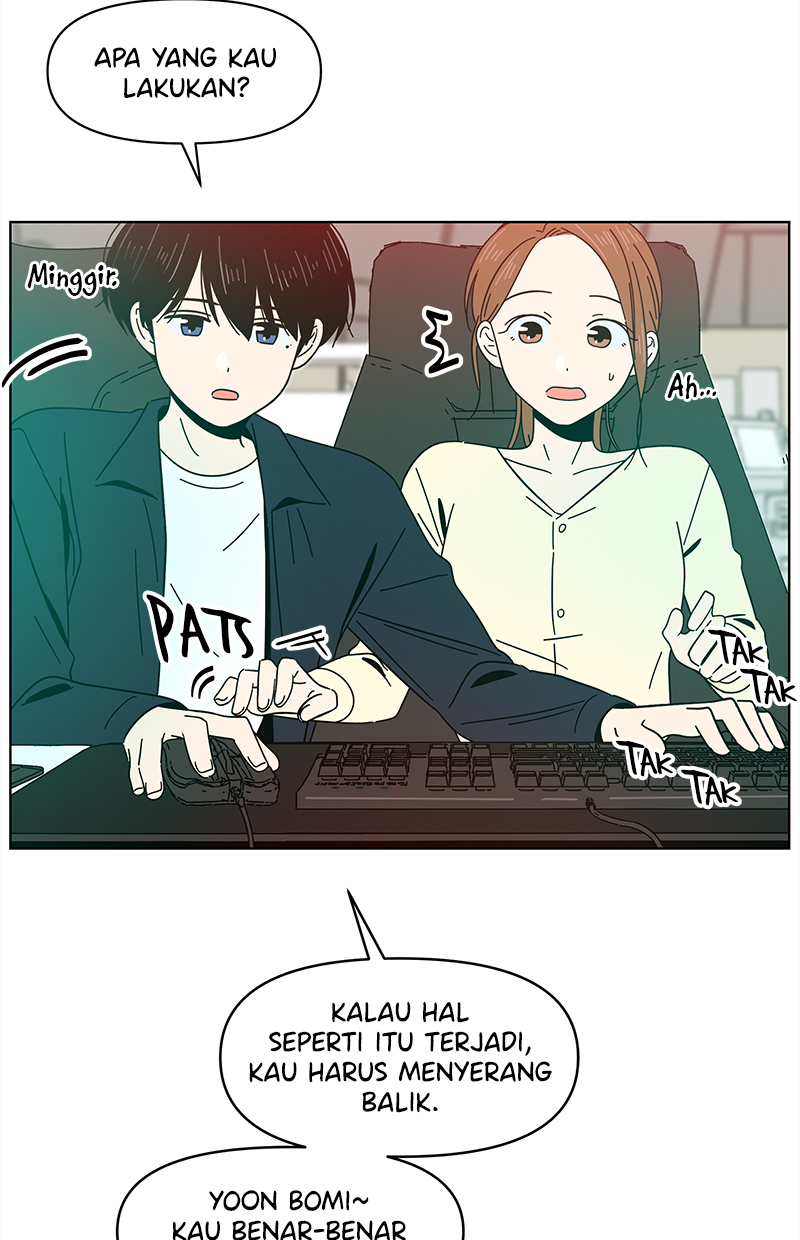 APA YANG KAU
LAKUKAN?
Minggir.
Ah...
PATS
TAK
TAK
TAK
TAK
KALAU HAL
SEPERTI ITU TERJADI,
KAU HARUS MENYERANG
BALIK.
YOON BOMI~
KAU BENAR-BENAR